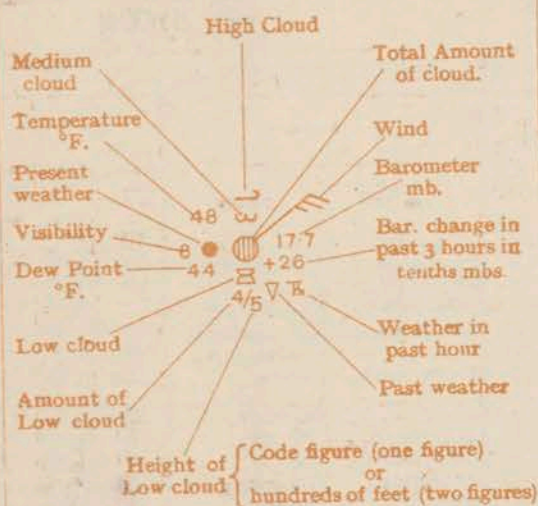 High Cloud
Medium
cloud
Total Amount
of cloud.
Temperature
°F.
Wind
Present
weather
Barometer
mb.
48
Visibility
8
17·7
Bar. change in
past 3 hours in
tenths mbs.
+26
Dew Point
°F.
44
4/5
Low cloud
Weather in
past hour
Amount of
Low cloud
Past weather
Height of
Low cloud
Code figure (one figure)
or
hundreds of feet (two figures)